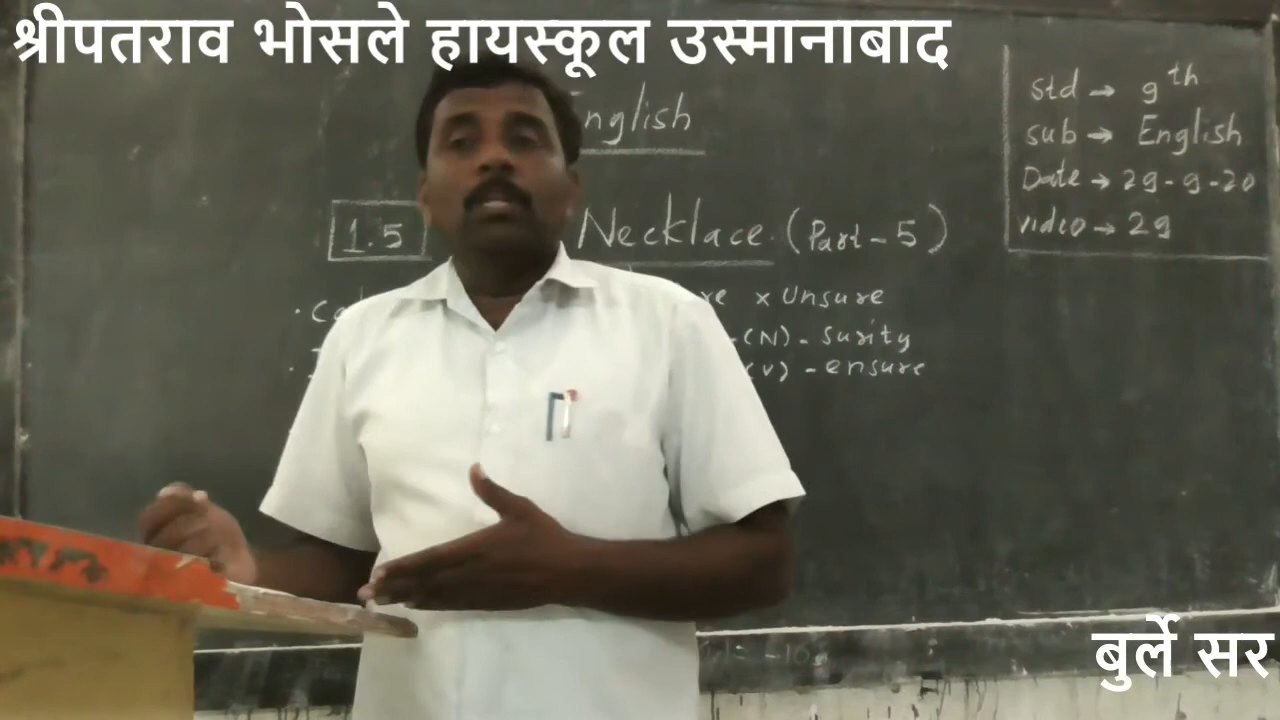 श्रीपतराव भोसले हायस्कूल उस्मानाबाद
English
std → 9th
sub → English
Date → 29-9-20
video → 29
1.5 Necklace. (Part-5)
x Unsure
-(N)- Surity
(V) - ensure
बुर्ले सर